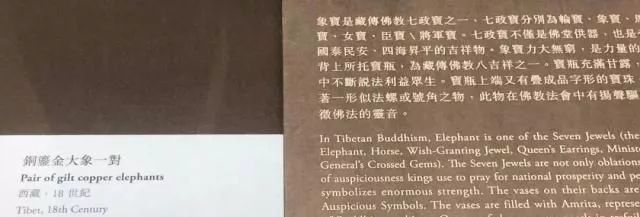 銅鎏金大象一對
Pair of gilt copper elephants
西藏，18 世紀
Tibet, 18th Century
象寶是藏傳佛教七政寶之一，七政寶分別為輪寶、象寶、
寶、女寶、臣寶\將軍寶。七政寶不僅是佛堂供器，也是
國泰民安、四海昇平的吉祥物。象寶力大無窮，是力量的
背上所托寶瓶，為藏傳佛教八吉祥之一。寶瓶充滿甘露，
中不斷説法利益眾生。寶瓶上端又有疊成品字形的寶珠
著一形似法螺或號角之物，此物在佛教法會中有揚聲驅
微佛法的靈音。
In Tibetan Buddhism, Elephant is one of the Seven Jewels (the
Elephant, Horse, Wish-Granting Jewel, Queen's Earrings, Minist
General's Crossed Gems). The Seven Jewels are not only oblations
of auspiciousness kings use to pray for national prosperity and pe
symbolizes enormous strength. The vases on their backs are
Auspicious Symbols. The vases are filled with Amrita, repres